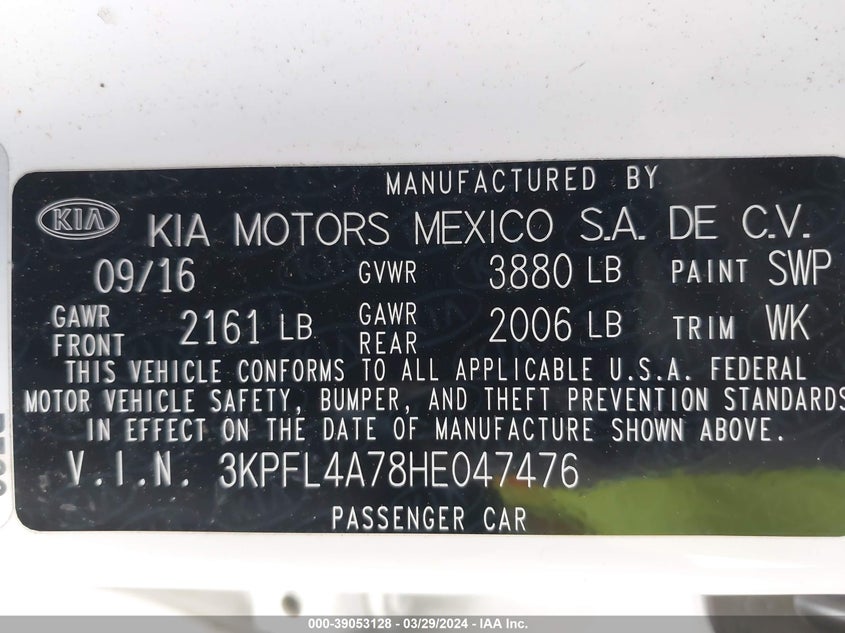 MANUFACTURED BY
KIA KIA MOTORS MEXICO S.A. DE C.V.
09/16 GVWR 3880 LB PAINT SWP
GAWR FRONT 2161 LB GAWR REAR 2006 LB TRIM WK
THIS VEHICLE CONFORMS TO ALL APPLICABLE U.S.A. FEDERAL
MOTOR VEHICLE SAFETY, BUMPER, AND THEFT PREVENTION STANDARDS
IN EFFECT ON THE DATE OF MANUFACTURE SHOWN ABOVE.
V.I.N. 3KPFL4A78HE047476
PASSENGER CAR
000-39053128 - 03/29/2024 - IAA Inc.